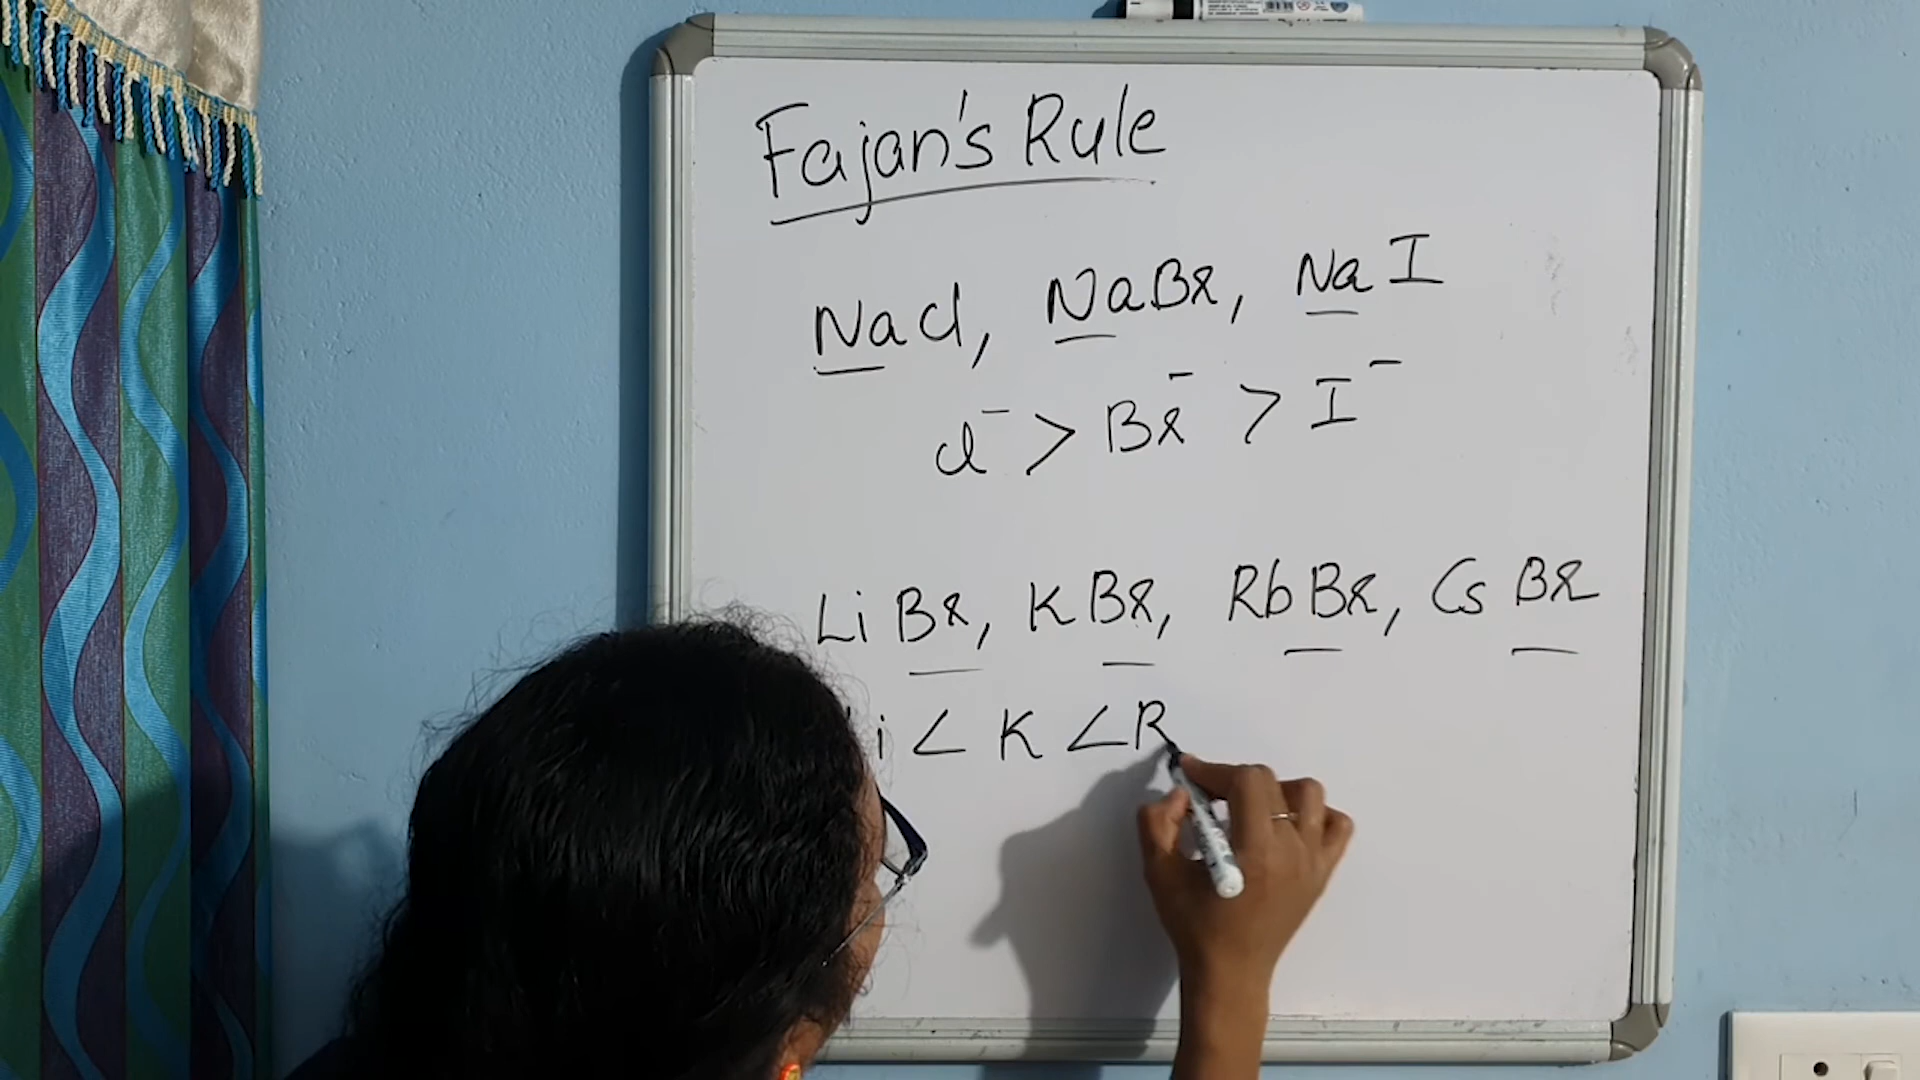 Fajan's Rule
NaCl, NaBr, NaI
Cl⁻ > Br⁻ > I⁻
LiBr, KBr, RbBr, CsBr
i < K < R